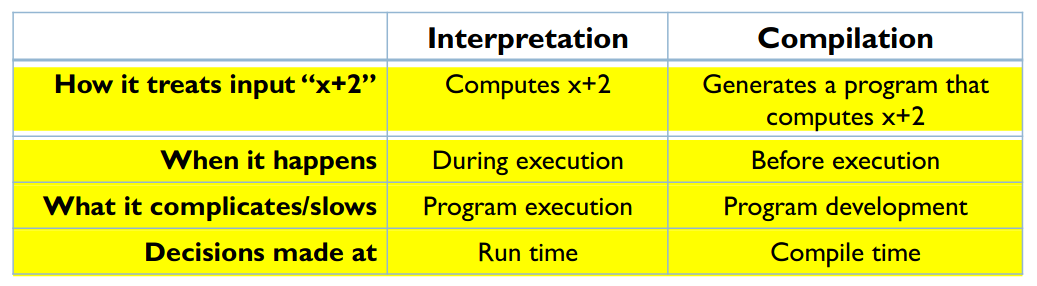 Interpretation Compilation
How it treats input “x+2” Computes x+2 Generates a program that
computes x+2
When it happens During execution Before execution
What it complicates/slows Program execution Program development
Decisions made at Run time Compile time